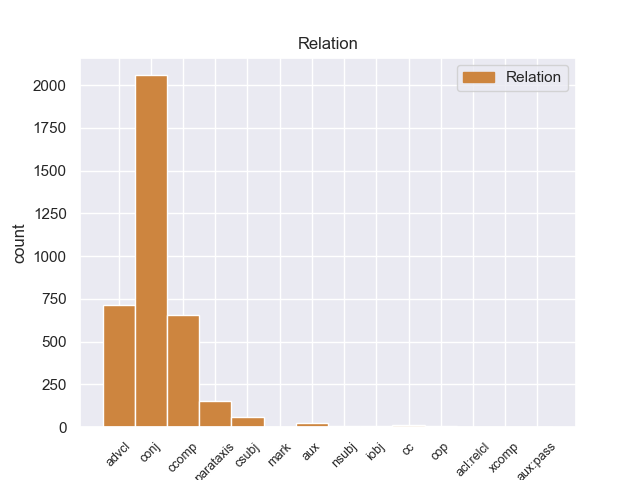 Relation
Relation
2000
1750
1500
1250
1000
750
500
250
0
count
advcl
conj
ccomp
parataxis
csubj
mark
aux
nsubj
iobj
cc
cop
acl:relcl
xcomp
aux:pass